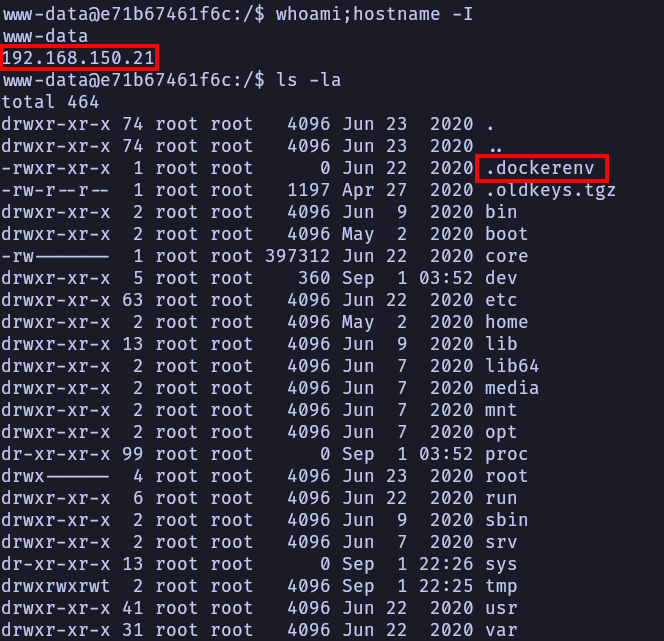 www-data@e71b67461f6c:/$ whoami;hostname -I
www-data
192.168.150.21
www-data@e71b67461f6c:/$ ls -la
total 464
drwxr-xr-x 74 root root   4096 Jun 23  2020 .
drwxr-xr-x 74 root root   4096 Jun 23  2020 ..
-rwxr-xr-x  1 root root      0 Jun 22  2020 .dockerenv
-rw-r--r--  1 root root   1197 Apr 27  2020 .oldkeys.tgz
drwxr-xr-x  2 root root   4096 Jun  9  2020 bin
drwxr-xr-x  2 root root   4096 May  2  2020 boot
-rw-------  1 root root 397312 Jun 22  2020 core
drwxr-xr-x  5 root root    360 Sep  1 03:52 dev
drwxr-xr-x 63 root root   4096 Jun 22  2020 etc
drwxr-xr-x  2 root root   4096 May  2  2020 home
drwxr-xr-x 13 root root   4096 Jun  9  2020 lib
drwxr-xr-x  2 root root   4096 Jun  7  2020 lib64
drwxr-xr-x  2 root root   4096 Jun  7  2020 media
drwxr-xr-x  2 root root   4096 Jun  7  2020 mnt
drwxr-xr-x  2 root root   4096 Jun  7  2020 opt
dr-xr-xr-x 99 root root      0 Sep  1 03:52 proc
drwx------  4 root root   4096 Jun 23  2020 root
drwxr-xr-x  6 root root   4096 Jun 22  2020 run
drwxr-xr-x  2 root root   4096 Jun  9  2020 sbin
drwxr-xr-x  2 root root   4096 Jun  7  2020 srv
dr-xr-xr-x 13 root root      0 Sep  1 22:26 sys
drwxrwxrwt  2 root root   4096 Sep  1 22:25 tmp
drwxr-xr-x 41 root root   4096 Jun 22  2020 usr
drwxr-xr-x 31 root root   4096 Jun 22  2020 var